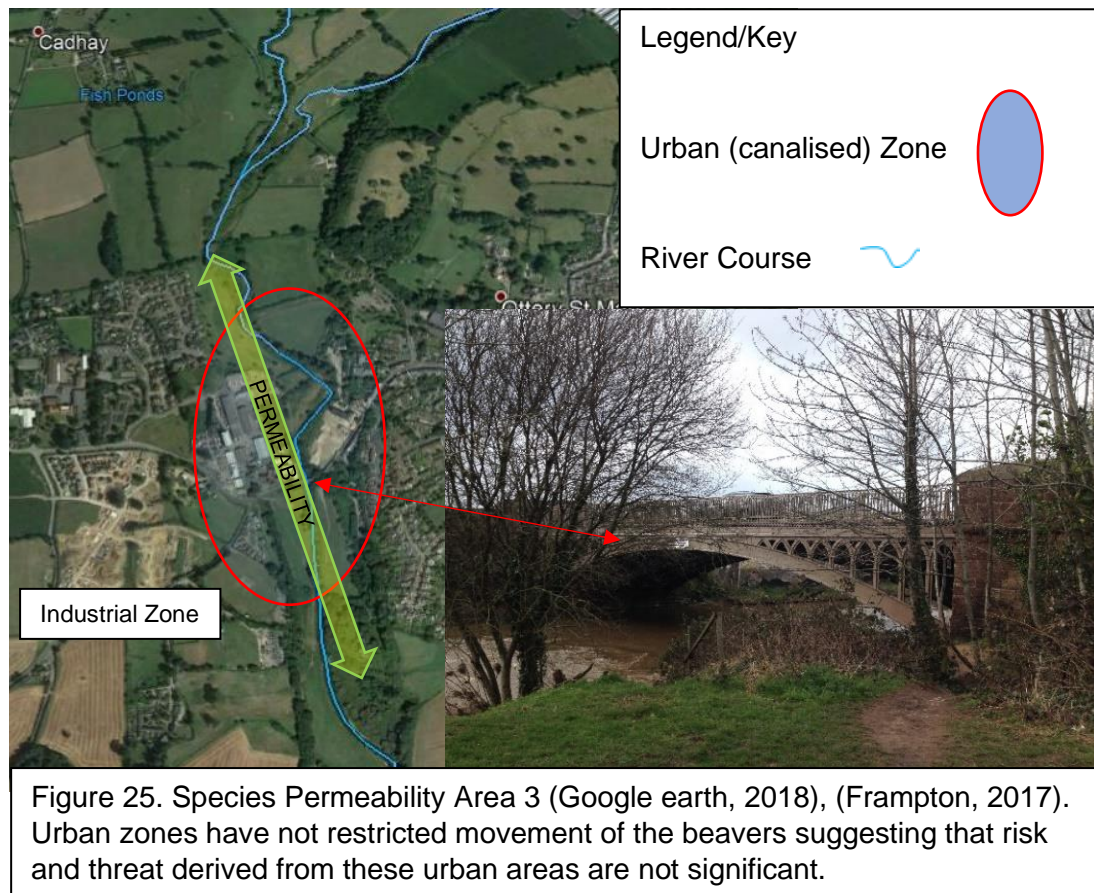 Cadhay
Fish Ponds
Legend/Key
Urban (canalised) Zone
River Course
PERMEABILITY
Industrial Zone
Figure 25. Species Permeability Area 3 (Google earth, 2018), (Frampton, 2017).
Urban zones have not restricted movement of the beavers suggesting that risk
and threat derived from these urban areas are not significant.